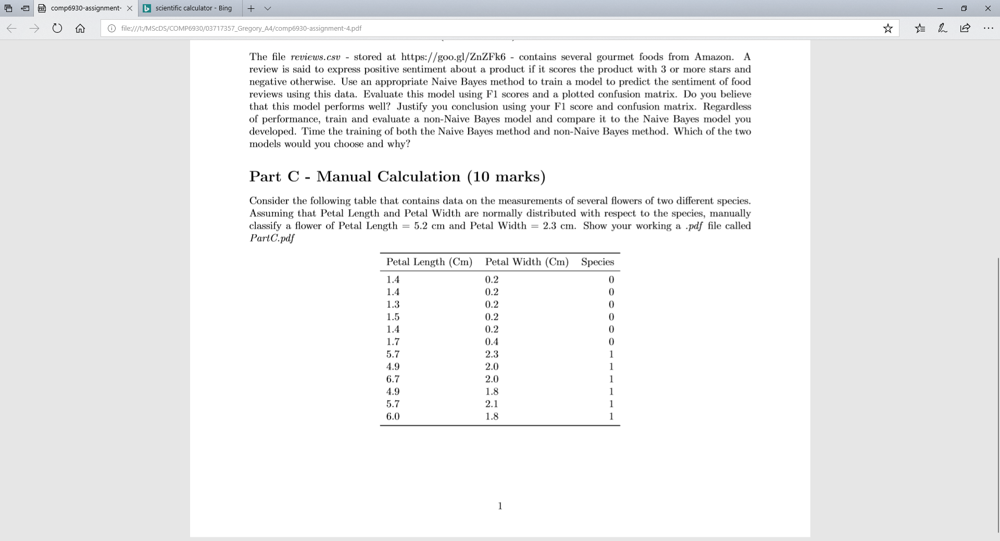 comp6930-assignment-
scientific calculator - Bing
file:///I:/MScDS/COMP6930/03717357_Gregory_A4/comp6930-assignment-4.pdf
The file reviews.csv - stored at https://goo.gl/ZnZFk6 - contains several gourmet foods from Amazon. A
review is said to express positive sentiment about a product if it scores the product with 3 or more stars and
negative otherwise. Use an appropriate Naive Bayes method to train a model to predict the sentiment of food
reviews using this data. Evaluate this model using F1 scores and a plotted confusion matrix. Do you believe
that this model performs well? Justify you conclusion using your F1 score and confusion matrix. Regardless
of performance, train and evaluate a non-Naive Bayes model and compare it to the Naive Bayes model you
developed. Time the training of both the Naive Bayes method and non-Naive Bayes method. Which of the two
models would you choose and why?
Part C - Manual Calculation (10 marks)
Consider the following table that contains data on the measurements of several flowers of two different species.
Assuming that Petal Length and Petal Width are normally distributed with respect to the species, manually
classify a flower of Petal Length = 5.2 cm and Petal Width = 2.3 cm. Show your working a .pdf file called
PartC.pdf
Petal Length (Cm) Petal Width (Cm) Species
1.4 0.2 0
1.4 0.2 0
1.3 0.2 0
1.5 0.2 0
1.4 0.2 0
1.7 0.4 0
5.7 2.3 1
4.9 2.0 1
6.7 2.0 1
4.9 1.8 1
5.7 2.1 1
6.0 1.8 1
1